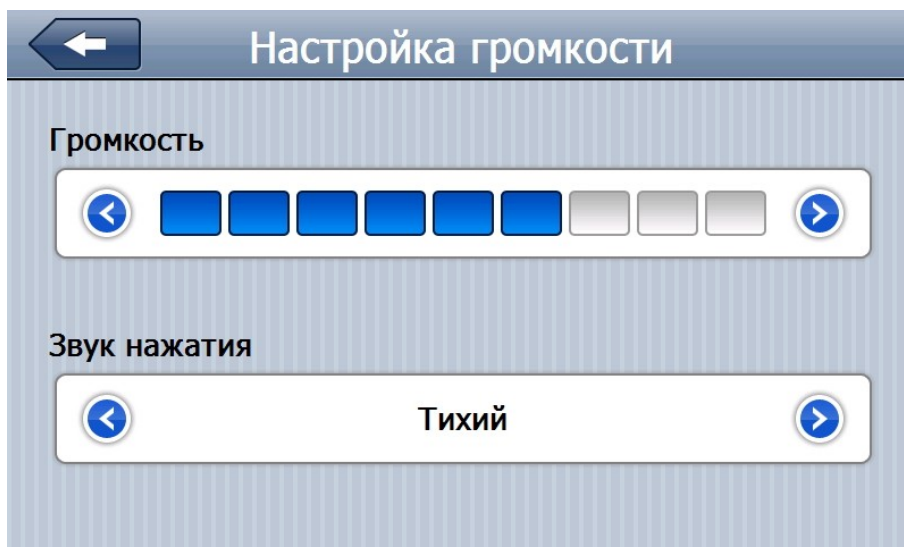 Настройка громкости
Громкость
Звук нажатия
Тихий